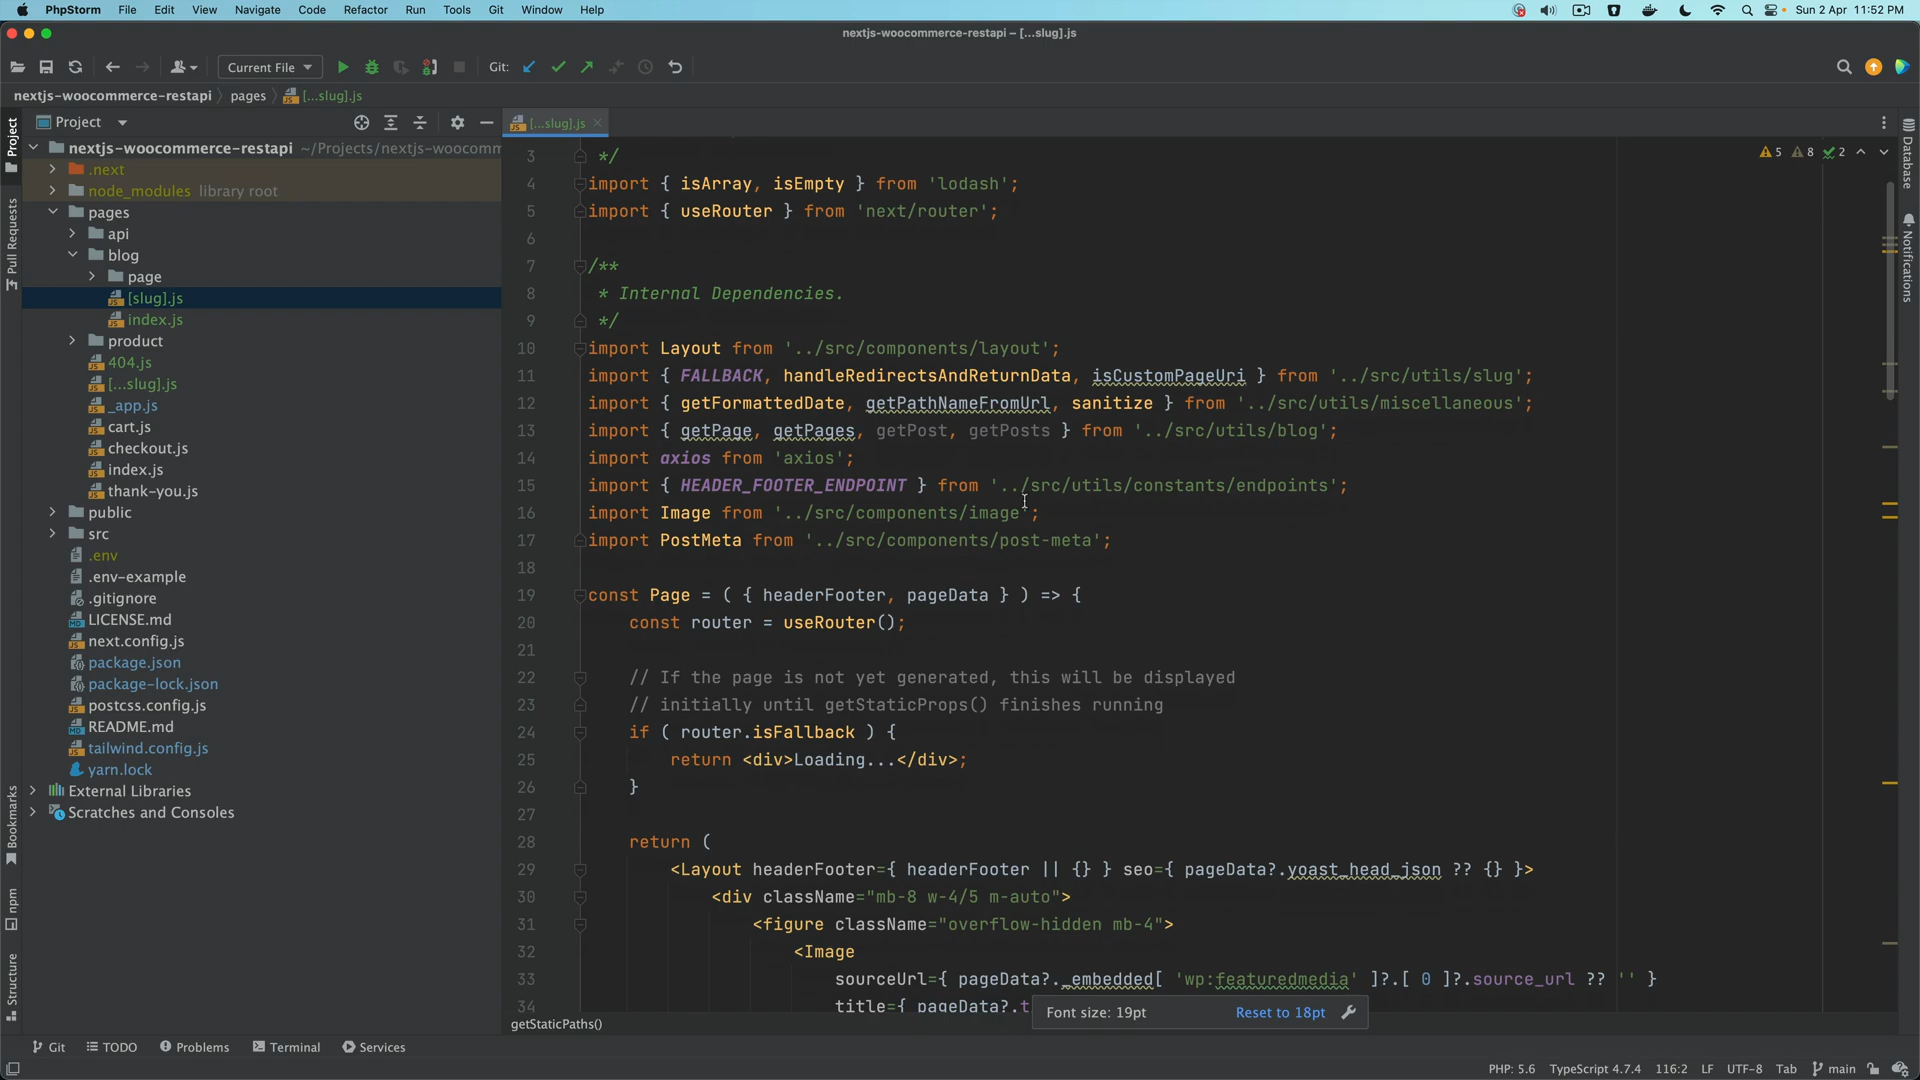 PhpStorm File Edit View Navigate Code Refactor Run Tools Git Window Help Sun 2 Apr 11:52 PM
nextjs-woocommerce-restapi – [...slug].js
Current File Git:
nextjs-woocommerce-restapi pages [...slug].js
Project
[...slug].js
nextjs-woocommerce-restapi ~/Projects/nextjs-woocomm
.next
node_modules library root
pages
api
blog
page
[slug].js
index.js
product
404.js
[...slug].js
_app.js
cart.js
checkout.js
index.js
thank-you.js
public
src
.env
.env-example
.gitignore
LICENSE.md
next.config.js
package.json
package-lock.json
postcss.config.js
README.md
tailwind.config.js
yarn.lock
External Libraries
Scratches and Consoles
Project
Pull Requests
Bookmarks
npm
Structure
5 8 2
3 */
4 import { isArray, isEmpty } from 'lodash';
5 import { useRouter } from 'next/router';
6
7 /**
8 * Internal Dependencies.
9 */
10 import Layout from '../src/components/layout';
11 import { FALLBACK, handleRedirectsAndReturnData, isCustomPageUri } from '../src/utils/slug';
12 import { getFormattedDate, getPathNameFromUrl, sanitize } from '../src/utils/miscellaneous';
13 import { getPage, getPages, getPost, getPosts } from '../src/utils/blog';
14 import axios from 'axios';
15 import { HEADER_FOOTER_ENDPOINT } from '../src/utils/constants/endpoints';
16 import Image from '../src/components/image';
17 import PostMeta from '../src/components/post-meta';
18
19 const Page = ( { headerFooter, pageData } ) => {
20 const router = useRouter();
21
22 // If the page is not yet generated, this will be displayed
23 // initially until getStaticProps() finishes running
24 if ( router.isFallback ) {
25 return <div>Loading...</div>;
26 }
27
28 return (
29 <Layout headerFooter={ headerFooter || {} } seo={ pageData?.yoast_head_json ?? {} }>
30 <div className="mb-8 w-4/5 m-auto">
31 <figure className="overflow-hidden mb-4">
32 <Image
33 sourceUrl={ pageData?._embedded[ 'wp:featuredmedia' ]?.[ 0 ]?.source_url ?? '' }
34 title={ pageData?.t
Font size: 19pt Reset to 18pt
getStaticPaths()
Database
Notifications
Git TODO Problems Terminal Services
PHP: 5.6 TypeScript 4.7.4 116:2 LF UTF-8 Tab main